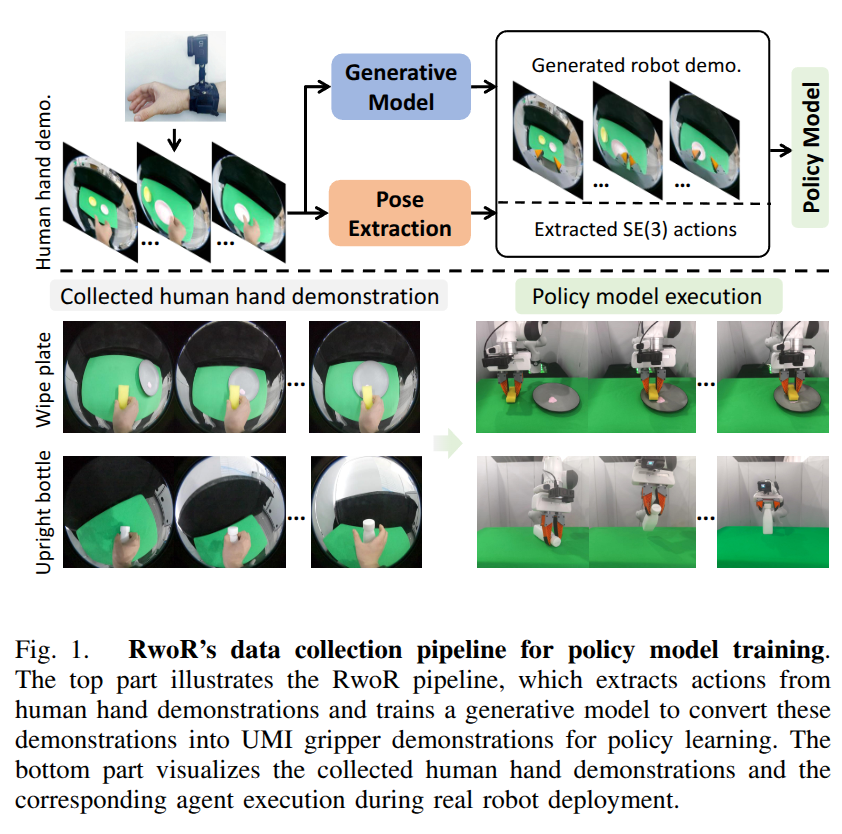 Human hand demo.
Generative
Model
Pose
Extraction
Generated robot demo.
...
...
...
...
Extracted SE(3) actions
Policy Model
Collected human hand demonstration
Policy model execution
Wipe plate
...
...
Upright bottle
...
...
Fig. 1. RwoR's data collection pipeline for policy model training.
The top part illustrates the RwoR pipeline, which extracts actions from
human hand demonstrations and trains a generative model to convert these
demonstrations into UMI gripper demonstrations for policy learning. The
bottom part visualizes the collected human hand demonstrations and the
corresponding agent execution during real robot deployment.